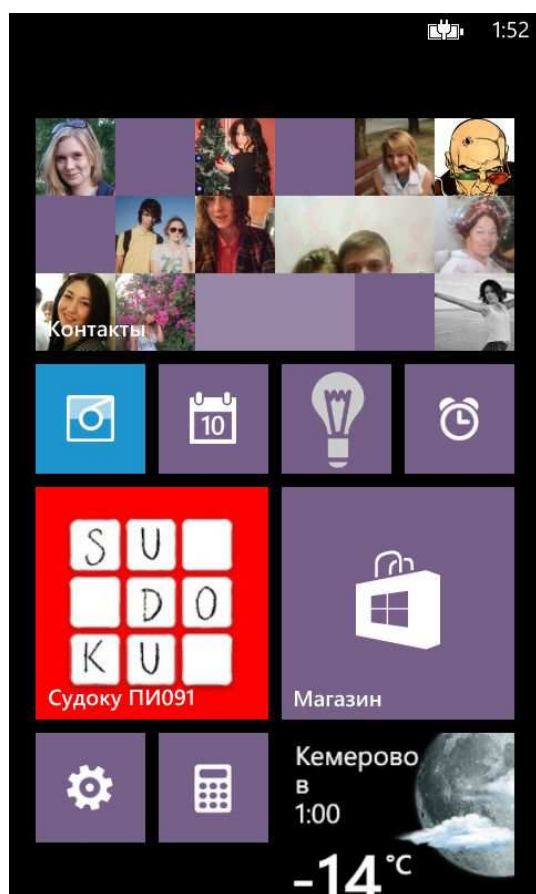 1:52
Контакты
10
S U
D O
K U
Судоку ПИ091
Магазин
Кемерово
в
1:00
-14°C